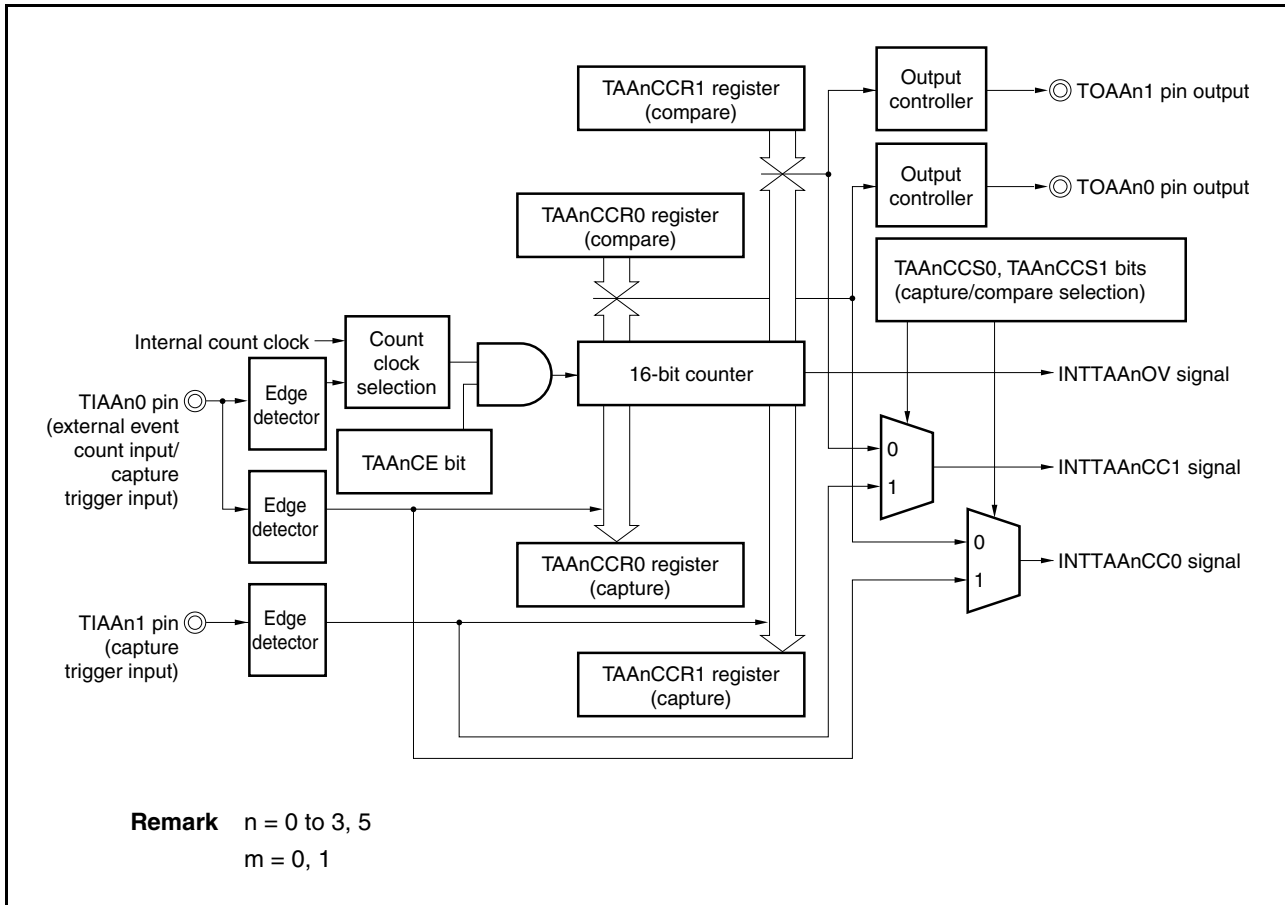 TAAnCCR1 register
(compare)
Output
controller
TOAAn1 pin output
Output
controller
TOAAn0 pin output
TAAnCCR0 register
(compare)
TAAnCCS0, TAAnCCS1 bits
(capture/compare selection)
Internal count clock
Count
clock
selection
Edge
detector
TIAAn0 pin
(external event
count input/
capture
trigger input)
TAAnCE bit
16-bit counter
INTTAAnOV signal
0
1
INTTAAnCC1 signal
Edge
detector
TAAnCCR0 register
(capture)
0
1
INTTAAnCC0 signal
TIAAn1 pin
(capture
trigger input)
Edge
detector
TAAnCCR1 register
(capture)
Remark n = 0 to 3, 5
m = 0, 1